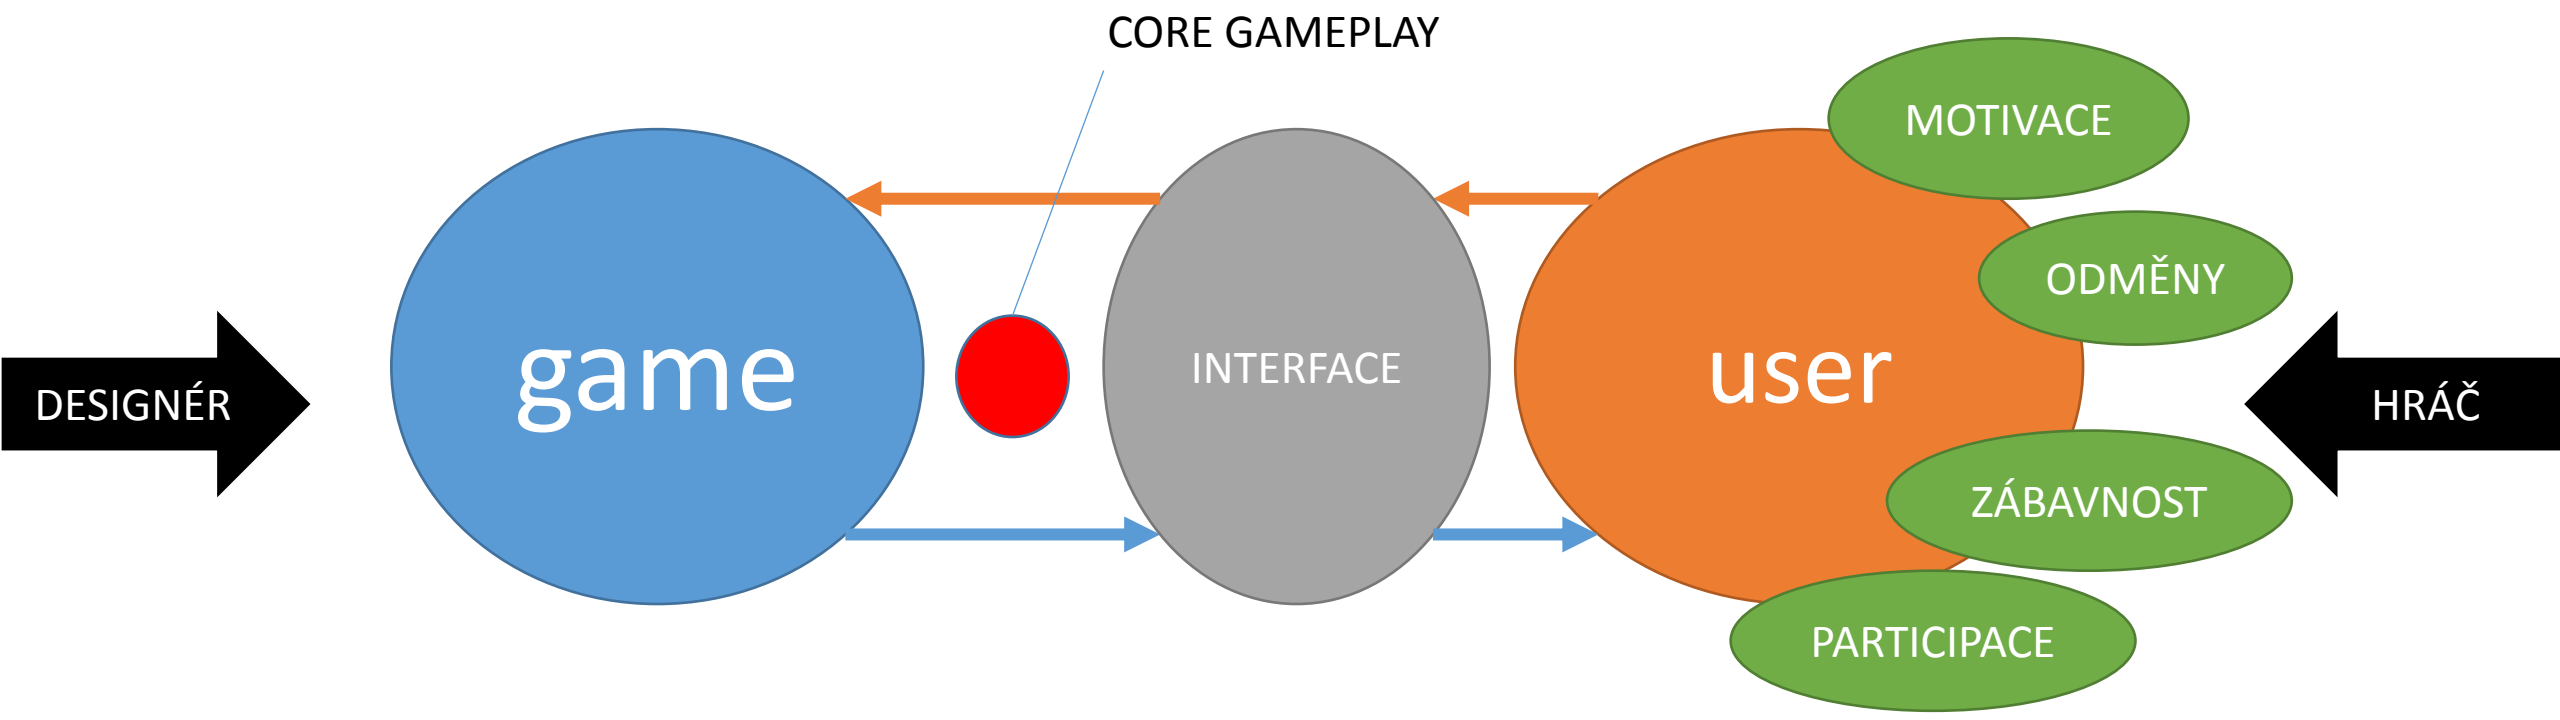 CORE GAMEPLAY
MOTIVACE
ODMĚNY
game
INTERFACE
user
DESIGNÉR
HRÁČ
ZÁBAVNOST
PARTICIPACE